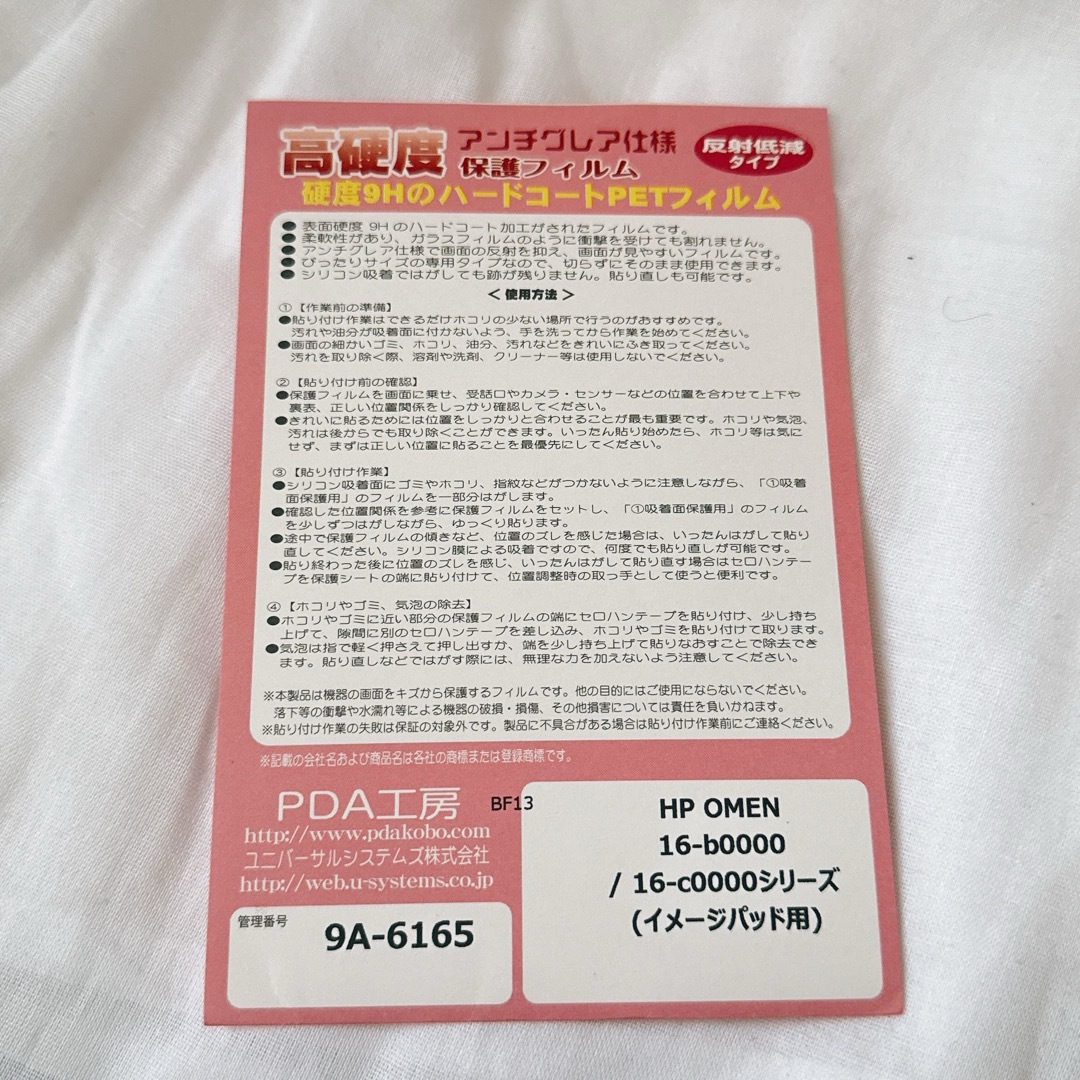 高硬度 アンチグレア仕様 保護フィルム
反射低減タイプ
硬度9HのハードコートPETフィルム
● 表面硬度 9H のハードコート加工がされたフィルムです。
● 柔軟性があり、ガラスフィルムのように衝撃を受けても割れません。
● アンチグレア仕様で画面の反射を抑え、画面が見やすいフィルムです。
● ぴったりサイズの専用タイプなので、切らずにそのまま使用できます。
● シリコン吸着ではがしても跡が残りません。貼り直しも可能です。
＜ 使用方法 ＞
①【作業前の準備】
●貼り付け作業はできるだけホコリの少ない場所で行うのがおすすめです。
汚れや油分が吸着面に付かないよう、手を洗ってから作業を始めてください。
●画面の細かいゴミ、ホコリ、油分、汚れなどをきれいにふき取ってください。
汚れを取り除く際、溶剤や洗剤、クリーナー等は使用しないでください。
②【貼り付け前の確認】
●保護フィルムを画面に乗せ、受話口やカメラ・センサーなどの位置を合わせて上下や
裏表、正しい位置関係をしっかり確認してください。
●きれいに貼るためには位置をしっかりと合わせることが最も重要です。ホコリや気泡、
汚れは後からでも取り除くことができます。いったん貼り始めたら、ホコリ等は気に
せず、まずは正しい位置に貼ることを最優先にしてください。
③【貼り付け作業】
●シリコン吸着面にゴミやホコリ、指紋などがつかないように注意しながら、「①吸着
面保護用」のフィルムを一部分はがします。
●確認した位置関係を参考に保護フィルムをセットし、「①吸着面保護用」のフィルム
を少しずつはがしながら、ゆっくり貼ります。
●途中で保護フィルムの傾きなど、位置のズレを感じた場合は、いったんはがして貼り
直してください。シリコン膜による吸着ですので、何度でも貼り直しが可能です。
●貼り終わった後に位置のズレを感じ、いったんはがして貼り直す場合はセロハンテー
プを保護シートの端に貼り付けて、位置調整時の取っ手として使うと便利です。
④【ホコリやゴミ、気泡の除去】
●ホコリやゴミに近い部分の保護フィルムの端にセロハンテープを貼り付け、少し持ち
上げて、隙間に別のセロハンテープを差し込み、ホコリやゴミを貼り付けて取ります。
●気泡は指で軽く押さえて押し出すか、端を少し持ち上げて貼りなおすことで除去でき
ます。貼り直しなどではがす際には、無理な力を加えないよう注意してください。
※本製品は機器の画面をキズから保護するフィルムです。他の目的にはご使用にならないでください。
落下等の衝撃や水濡れ等による機器の破損・損傷、その他損害については責任を負いかねます。
※貼り付け作業の失敗は保証の対象外です。製品に不具合がある場合は貼り付け作業前にご連絡ください。
※記載の会社名および商品名は各社の商標または登録商標です。
PDA工房
http://www.pdakobo.com
ユニバーサルシステムズ株式会社
http://web.u-systems.co.jp
管理番号
9A-6165
BF13
HP OMEN
16-b0000
/ 16-c0000シリーズ
(イメージパッド用)